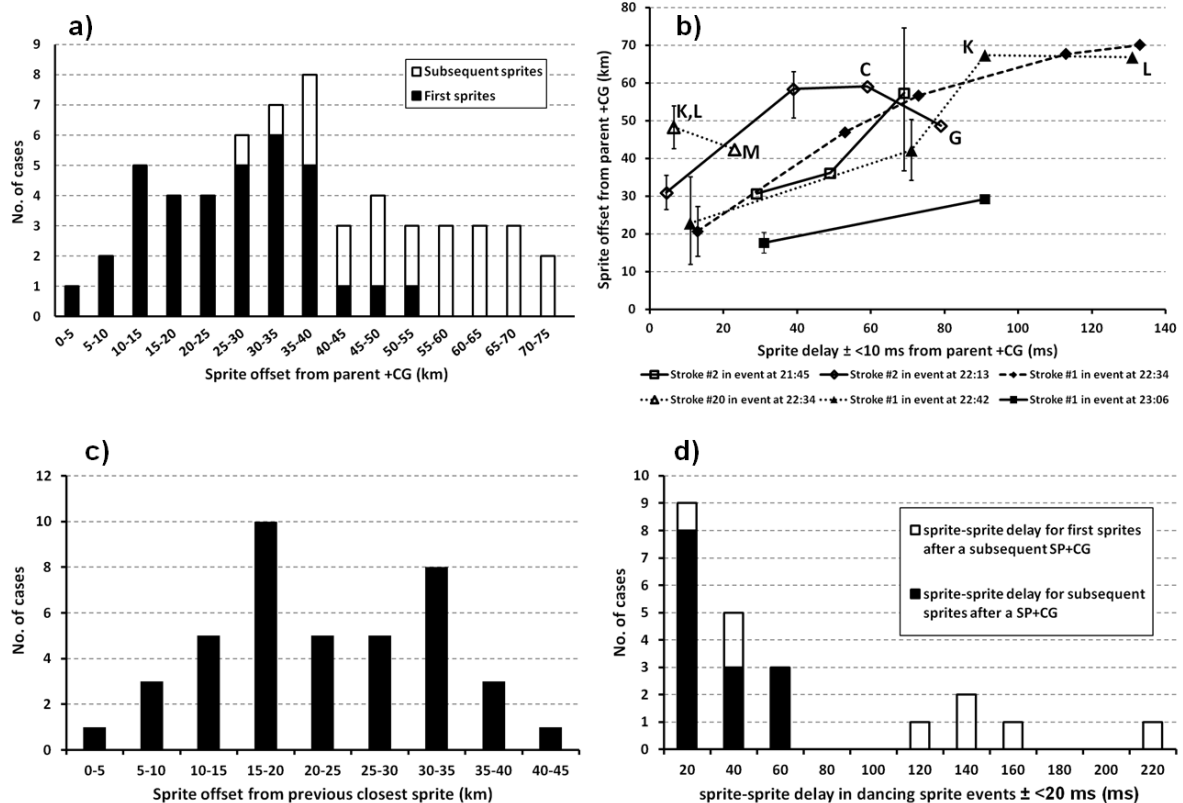 a)
No. of cases
9
8
7
6
5
4
3
2
1
0
Subsequent sprites
First sprites
0-5
5-10
10-15
15-20
20-25
25-30
30-35
35-40
40-45
45-50
50-55
55-60
60-65
65-70
70-75
Sprite offset from parent +CG (km)
b)
Sprite offset from parent +CG (km)
80
70
60
50
40
30
20
10
0
K
L
C
K,L
G
M
0 20 40 60 80 100 120 140
Sprite delay ± <10 ms from parent +CG (ms)
Stroke #2 in event at 21:45 Stroke #2 in event at 22:13 Stroke #1 in event at 22:34
Stroke #20 in event at 22:34 Stroke #1 in event at 22:42 Stroke #1 in event at 23:06
c)
No. of cases
12
10
8
6
4
2
0
0-5 5-10 10-15 15-20 20-25 25-30 30-35 35-40 40-45
Sprite offset from previous closest sprite (km)
d)
No. of cases
10
9
8
7
6
5
4
3
2
1
0
sprite-sprite delay for first sprites
after a subsequent SP+CG
sprite-sprite delay for subsequent
sprites after a SP+CG
20 40 60 80 100 120 140 160 180 200 220
sprite-sprite delay in dancing sprite events ± <20 ms (ms)